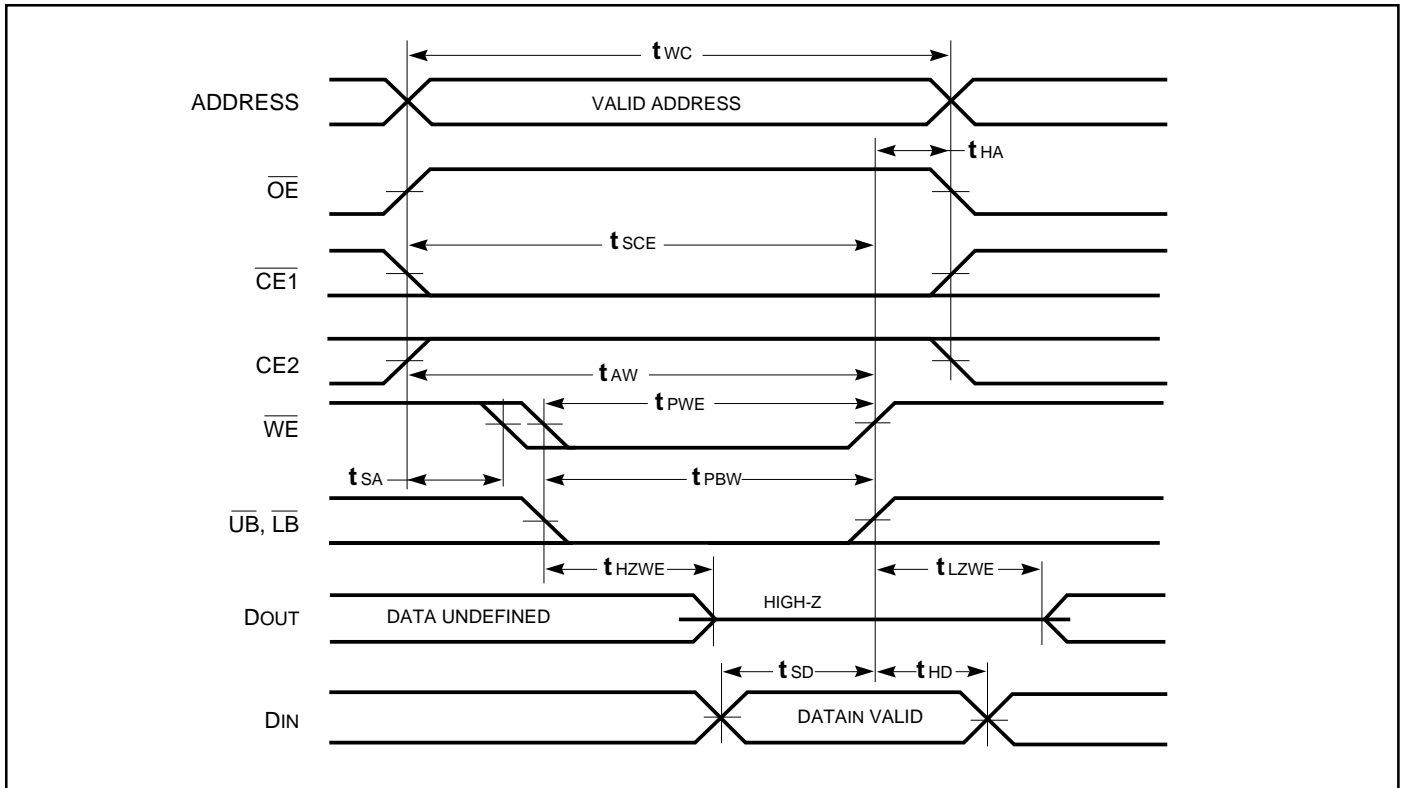 tWC
ADDRESS
VALID ADDRESS
tHA
OE
tSCE
CE1
CE2
tAW
tPWE
WE
tSA
tPBW
UB, LB
tHZWE
tLZWE
DOUT
DATA UNDEFINED
HIGH-Z
tSD
tHD
DIN
DATAIN VALID